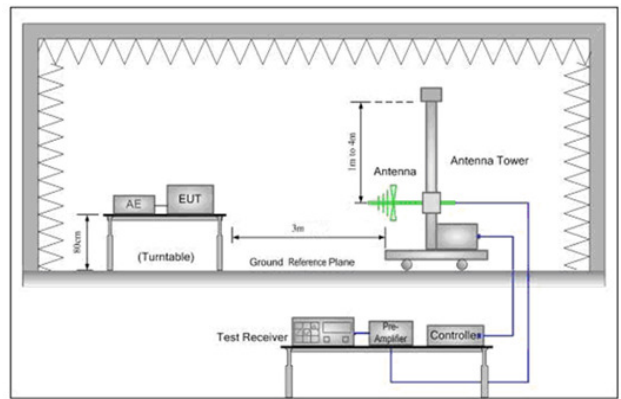 1m to 4m
Antenna
Antenna Tower
AE
EUT
80cm
(Turntable)
3m
Ground Reference Plane
Test Receiver
Pre-
Amplifier
Controller